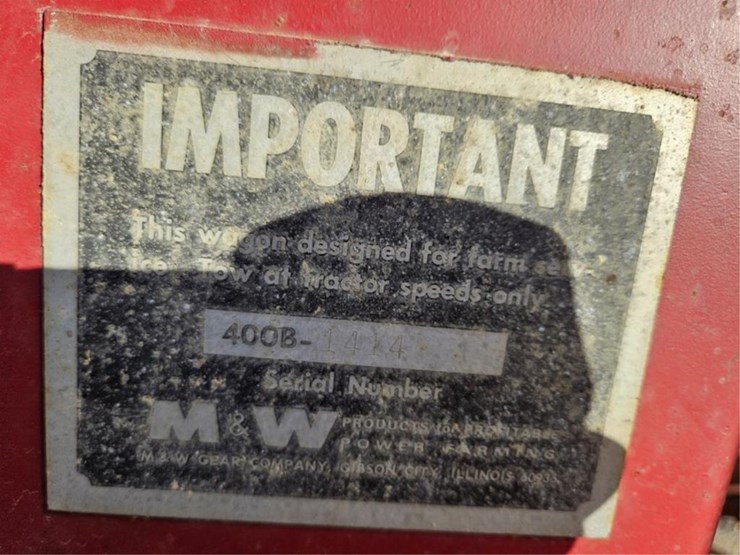 IMPORTANT
This wagon designed for farm serv-
ice. Tow at tractor speeds only.
400B-1474
Serial Number
M & W PRODUCTS for PROFITABLE
POWER FARMING
M & W GEAR COMPANY, GIBSON CITY, ILLINOIS